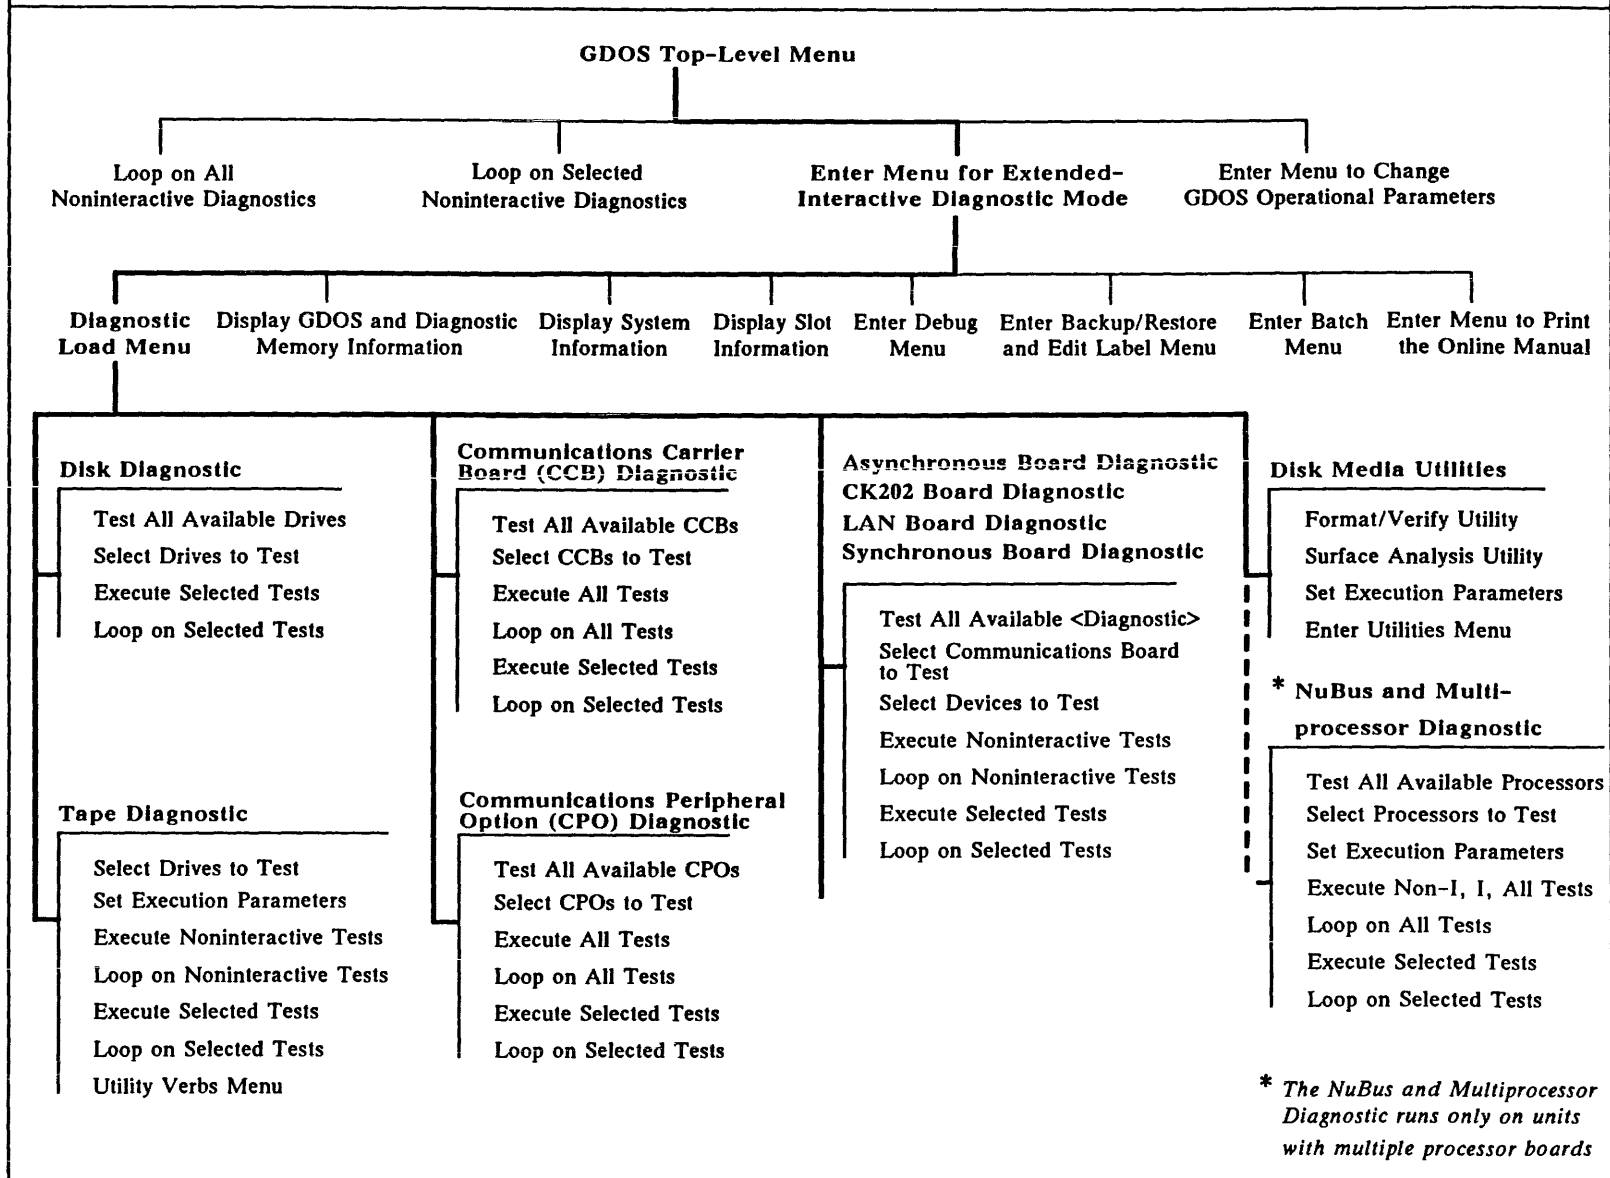 GDOS Top-Level Menu
Loop on All
Noninteractive Diagnostics
Loop on Selected
Noninteractive Diagnostics
Enter Menu for Extended-
Interactive Diagnostic Mode
Enter Menu to Change
GDOS Operational Parameters
Diagnostic
Load Menu
Display GDOS and Diagnostic
Memory Information
Display System
Information
Display Slot
Information
Enter Debug
Menu
Enter Backup/Restore
and Edit Label Menu
Enter Batch
Menu
Enter Menu to Print
the Online Manual
Disk Diagnostic
Test All Available Drives
Select Drives to Test
Execute Selected Tests
Loop on Selected Tests
Tape Diagnostic
Select Drives to Test
Set Execution Parameters
Execute Noninteractive Tests
Loop on Noninteractive Tests
Execute Selected Tests
Loop on Selected Tests
Utility Verbs Menu
Communications Carrier
Board (CCB) Diagnostic
Test All Available CCBs
Select CCBs to Test
Execute All Tests
Loop on All Tests
Execute Selected Tests
Loop on Selected Tests
Communications Peripheral
Option (CPO) Diagnostic
Test All Available CPOs
Select CPOs to Test
Execute All Tests
Loop on All Tests
Execute Selected Tests
Loop on Selected Tests
Asynchronous Board Diagnostic
CK202 Board Diagnostic
LAN Board Diagnostic
Synchronous Board Diagnostic
Test All Available <Diagnostic>
Select Communications Board
to Test
Select Devices to Test
Execute Noninteractive Tests
Loop on Noninteractive Tests
Execute Selected Tests
Loop on Selected Tests
Disk Media Utilities
Format/Verify Utility
Surface Analysis Utility
Set Execution Parameters
Enter Utilities Menu
* NuBus and Multi-
processor Diagnostic
Test All Available Processors
Select Processors to Test
Set Execution Parameters
Execute Non-I, I, All Tests
Loop on All Tests
Execute Selected Tests
Loop on Selected Tests
* The NuBus and Multiprocessor
Diagnostic runs only on units
with multiple processor boards